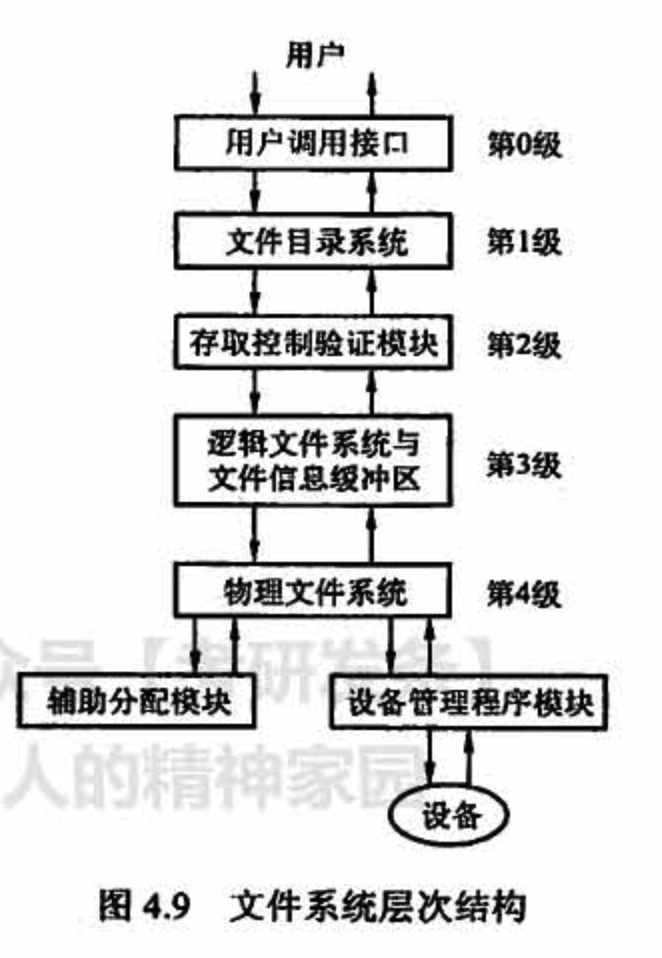 用户
用户调用接口 第0级
文件目录系统 第1级
存取控制验证模块 第2级
逻辑文件系统与
文件信息缓冲区 第3级
物理文件系统 第4级
众号【考研发条】
辅助分配模块 设备管理程序模块
人的精神家园
设备
图 4.9 文件系统层次结构